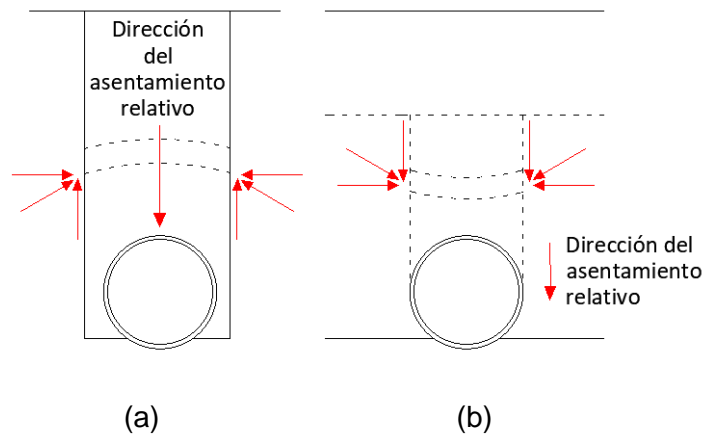 Dirección
del
asentamiento
relativo
Dirección del
asentamiento
relativo
(a)
(b)